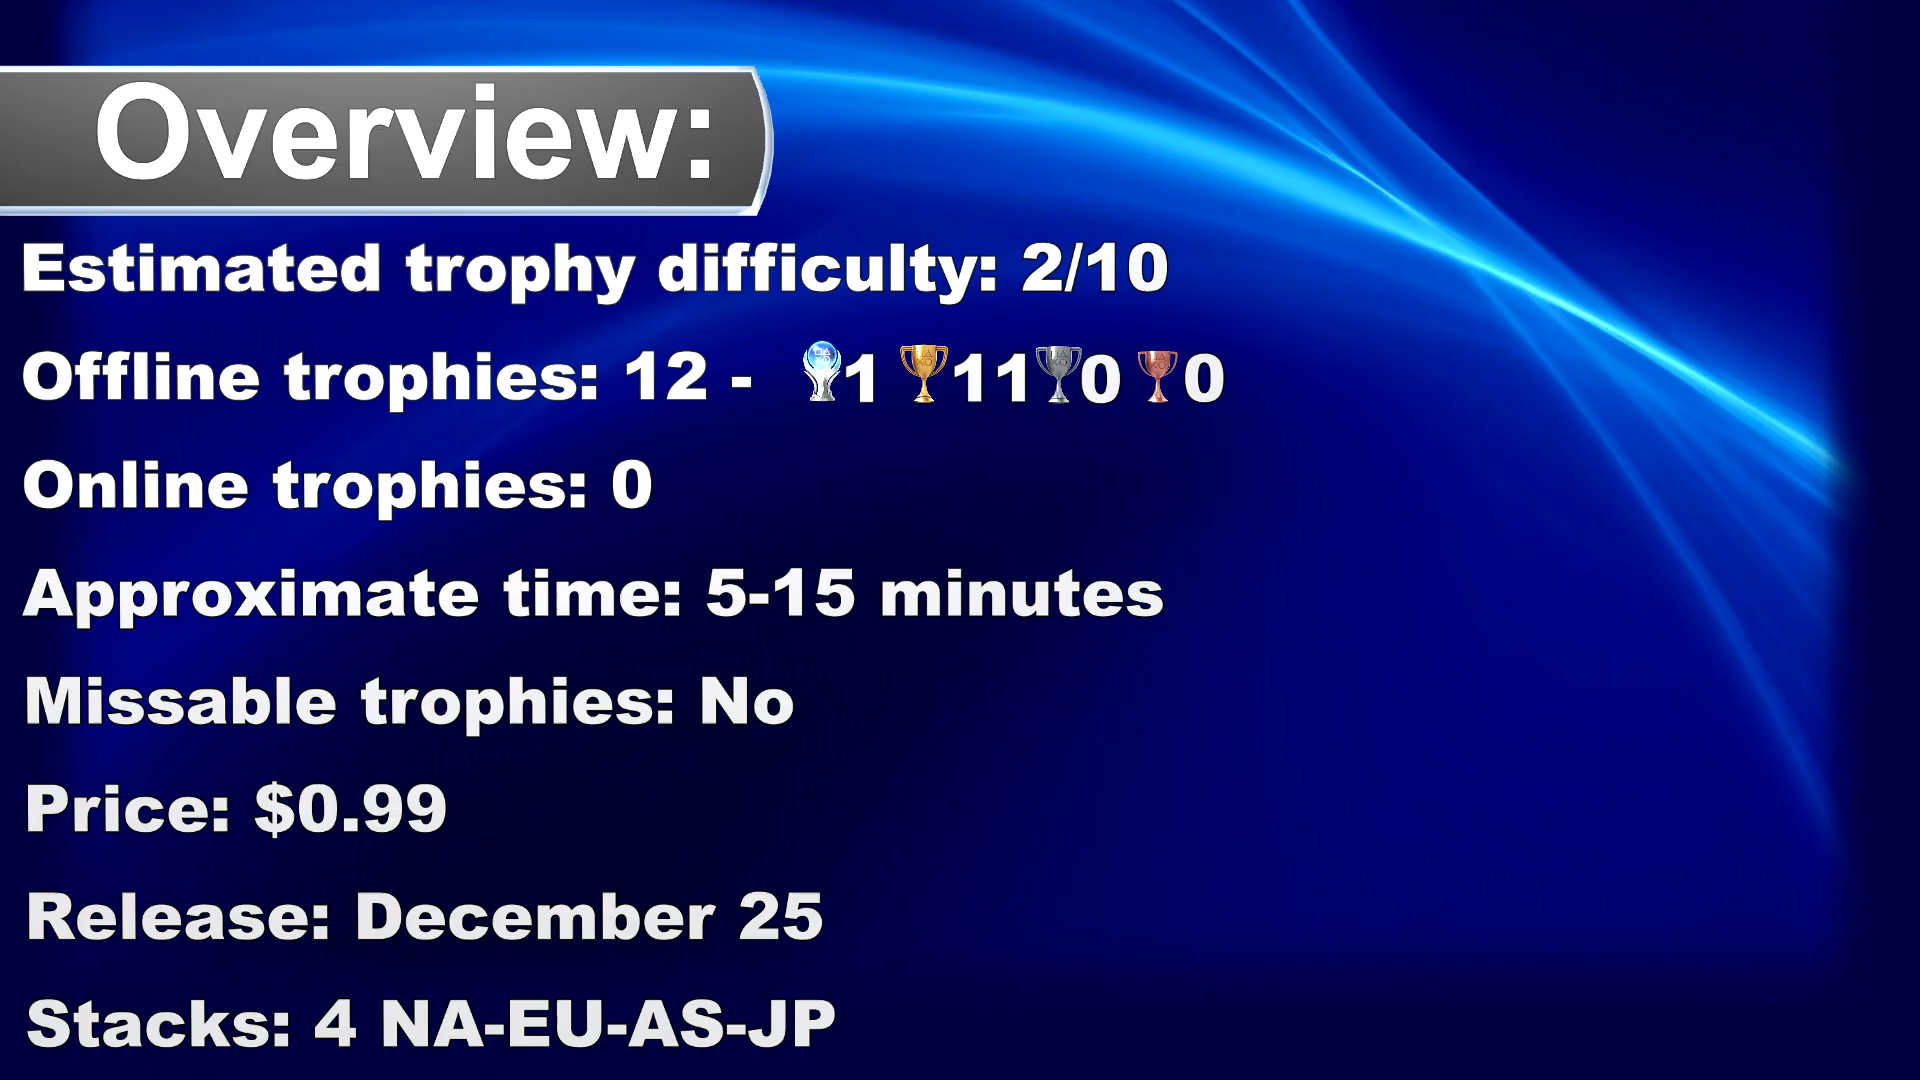 Overview:
Estimated trophy difficulty: 2/10
Offline trophies: 12 - 1 11 0 0
Online trophies: 0
Approximate time: 5-15 minutes
Missable trophies: No
Price: $0.99
Release: December 25
Stacks: 4 NA-EU-AS-JP